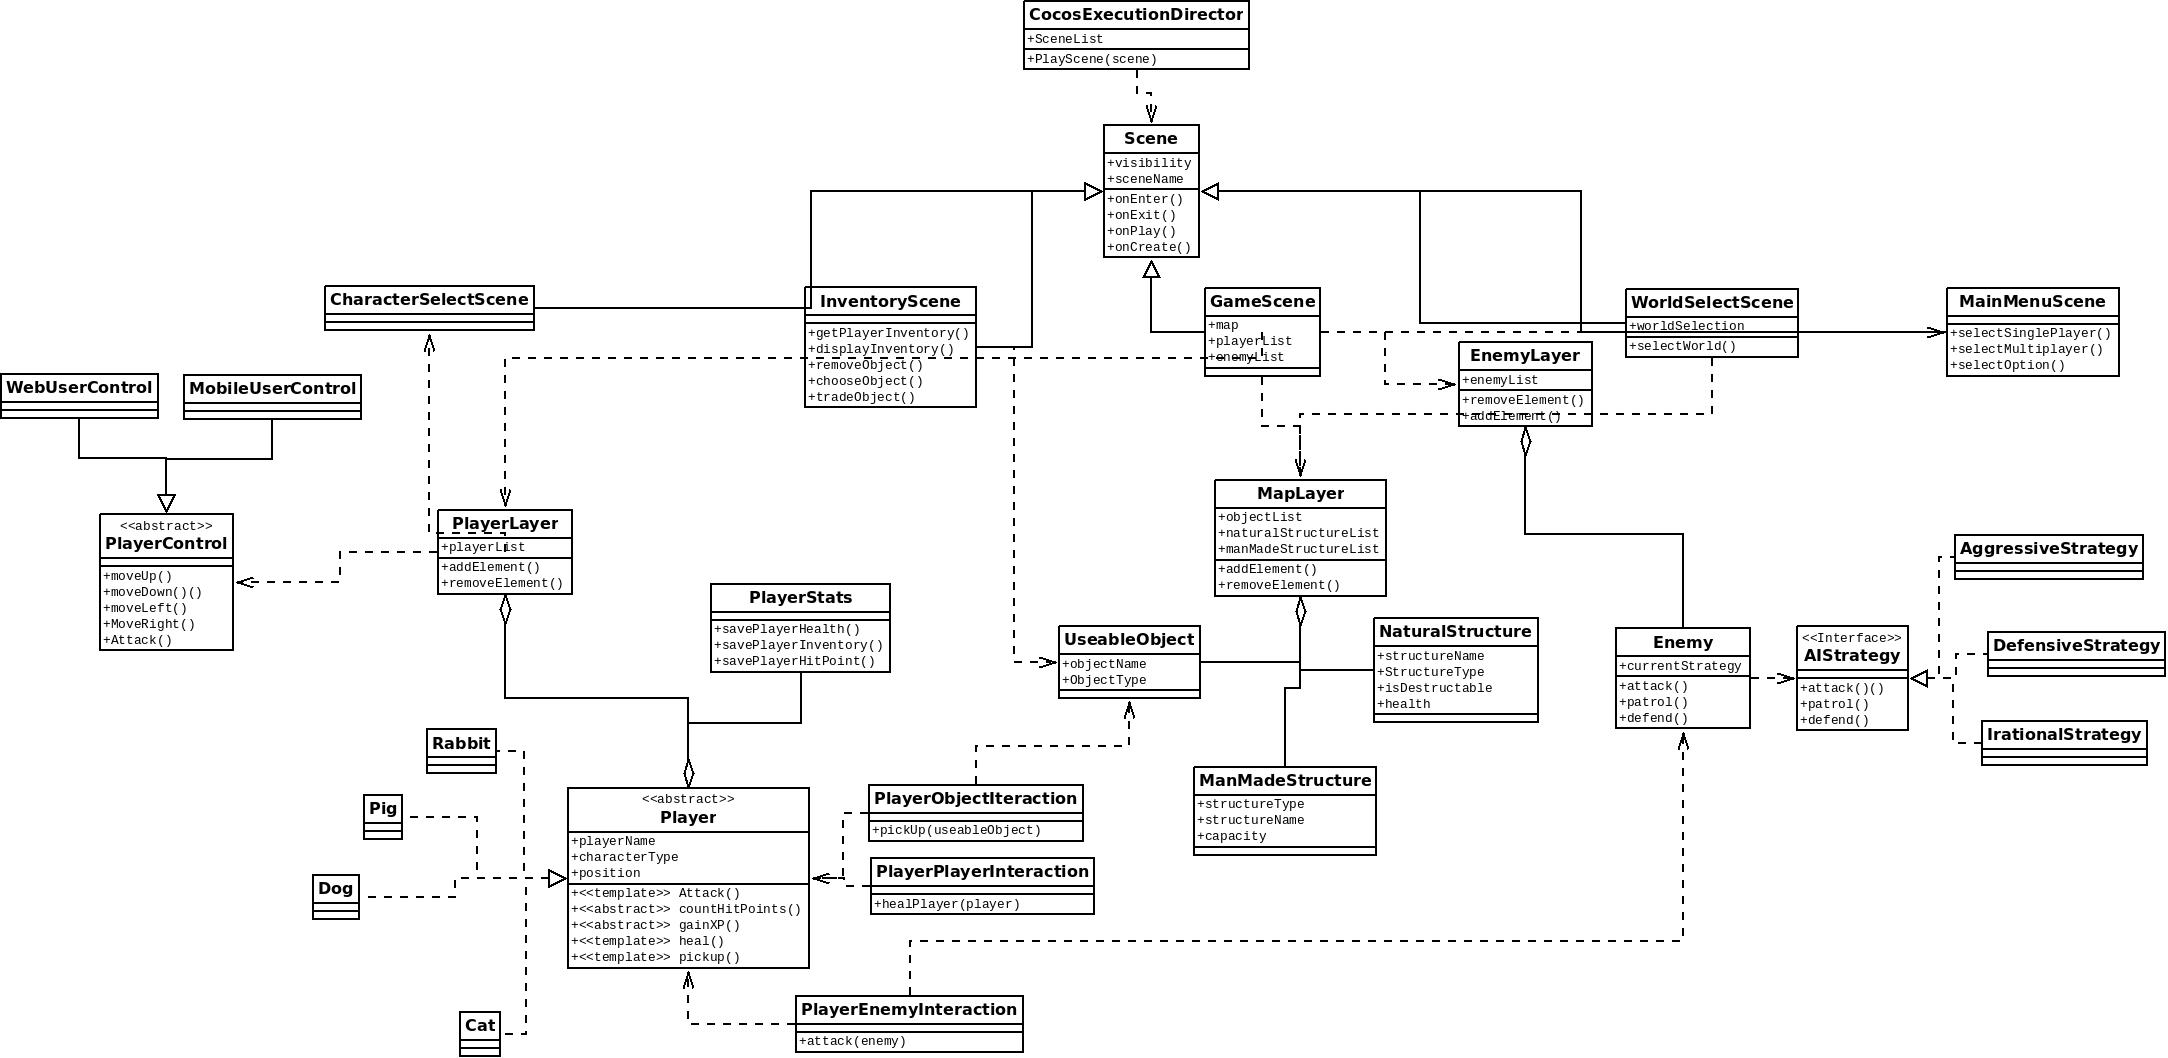 CocosExecutionDirector
+SceneList
+PlayScene(scene)
Scene
+visibility
+sceneName
+onEnter()
+onExit()
+onPlay()
+onCreate()
CharacterSelectScene
InventoryScene
+getPlayerInventory()
+displayInventory()
+removeObject()
+chooseObject()
+tradeObject()
GameScene
+map
+playerList
+enemyList
WorldSelectScene
+worldSelection
+selectWorld()
MainMenuScene
+selectSinglePlayer()
+selectMultiplayer()
+selectOption()
EnemyLayer
+enemyList
+removeElement()
+addElement()
WebUserControl
MobileUserControl
<<abstract>>
PlayerControl
+moveUp()
+moveDown()()
+moveLeft()
+MoveRight()
+Attack()
PlayerLayer
+playerList
+addElement()
+removeElement()
MapLayer
+objectList
+naturalStructureList
+manMadeStructureList
+addElement()
+removeElement()
PlayerStats
+savePlayerHealth()
+savePlayerInventory()
+savePlayerHitPoint()
UseableObject
+objectName
+ObjectType
NaturalStructure
+structureName
+StructureType
+isDestructable
+health
Enemy
+currentStrategy
+attack()
+patrol()
+defend()
<<Interface>>
AIStrategy
+attack()()
+patrol()
+defend()
AggressiveStrategy
DefensiveStrategy
IrationalStrategy
Rabbit
Pig
Dog
Cat
<<abstract>>
Player
+playerName
+characterType
+position
+<<template>> Attack()
+<<abstract>> countHitPoints()
+<<abstract>> gainXP()
+<<template>> heal()
+<<template>> pickup()
PlayerObjectIteraction
+pickUp(useableObject)
PlayerPlayerInteraction
+healPlayer(player)
ManMadeStructure
+structureType
+structureName
+capacity
PlayerEnemyInteraction
+attack(enemy)